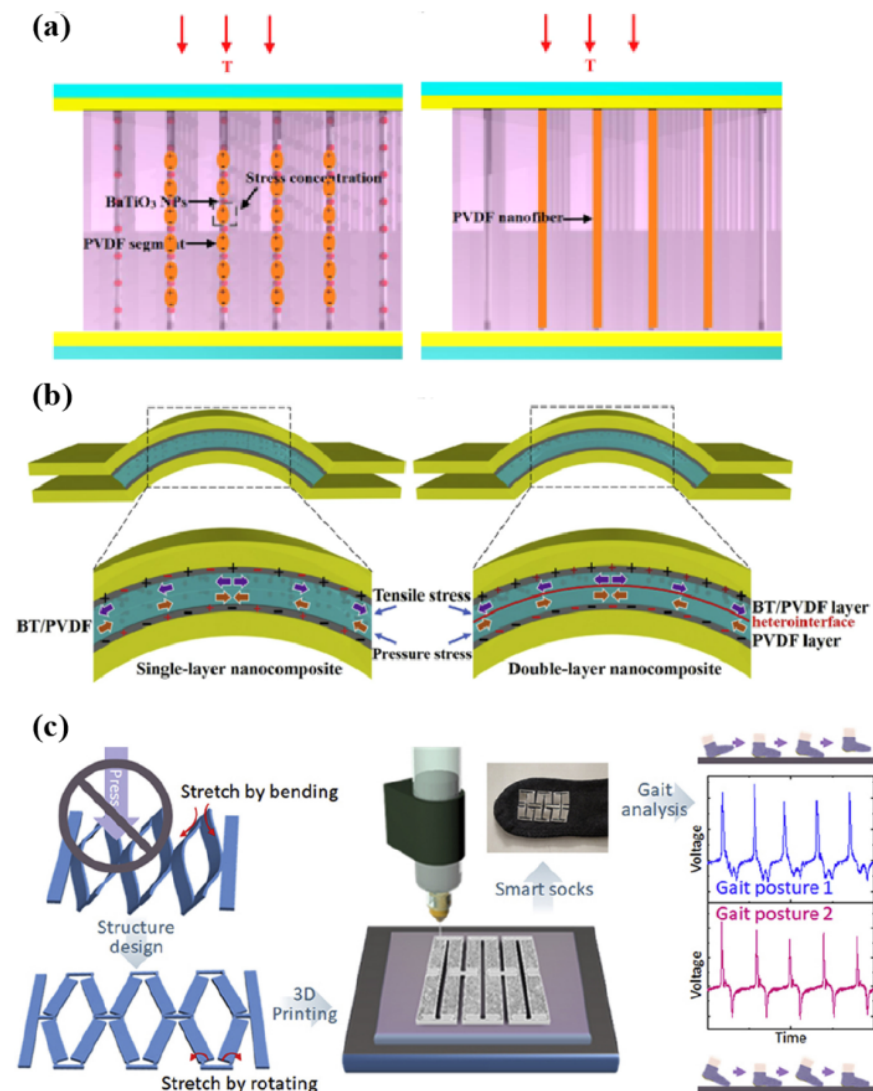 (a)
T
T
Stress concentration
BaTiO₃ NPs
PVDF segment
PVDF nanofiber
(b)
Tensile stress
BT/PVDF layer
BT/PVDF
heterointerface
Pressure stress
PVDF layer
Single-layer nanocomposite
Double-layer nanocomposite
(c)
Press
Stretch by bending
Structure
design
Stretch by rotating
3D
Printing
Smart socks
Gait
analysis
Voltage
Gait posture 1
Gait posture 2
Voltage
Time